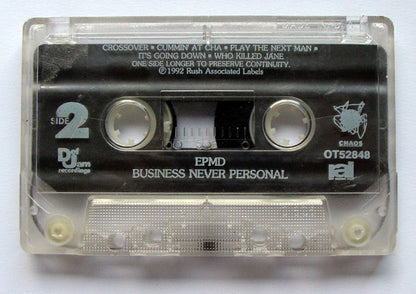 CROSSOVER • CUMMIN' AT CHA • PLAY THE NEXT MAN •
IT'S GOING DOWN • WHO KILLED JANE
ONE SIDE LONGER TO PRESERVE CONTINUITY.
℗1992 Rush Associated Labels
SIDE 2
Def Jam
recordings
CHAOS
OT52848
ral
EPMD
BUSINESS NEVER PERSONAL